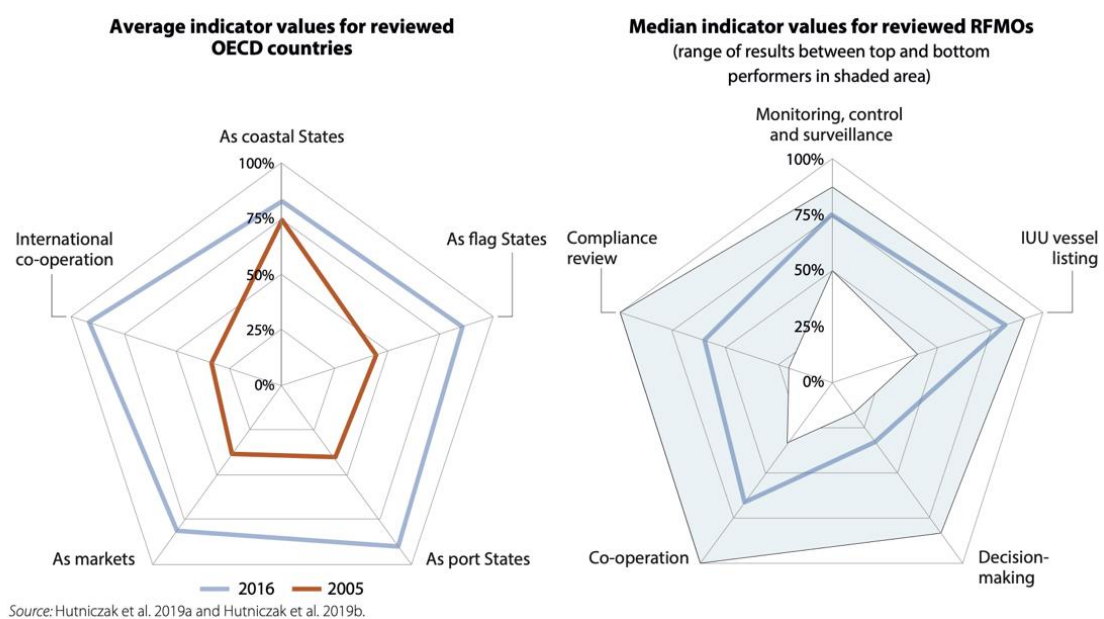 Average indicator values for reviewed
OECD countries
As coastal States
100%
75%
50%
25%
0%
International
co-operation
As flag States
As markets
As port States
2016
2005
Median indicator values for reviewed RFMOs
(range of results between top and bottom
performers in shaded area)
Monitoring, control
and surveillance
100%
75%
50%
25%
0%
Compliance
review
IUU vessel
listing
Co-operation
Decision-
making
Source: Hutniczak et al. 2019a and Hutniczak et al. 2019b.